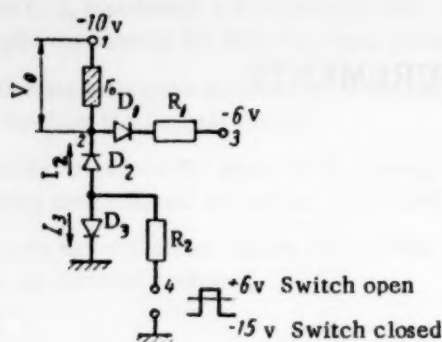 -10 v
1
V₀
r₀
D₁
R₁
-6 v
3
2
I₂
D₂
I₃
D₃
R₂
4
+6 v Switch open
-15 v Switch closed